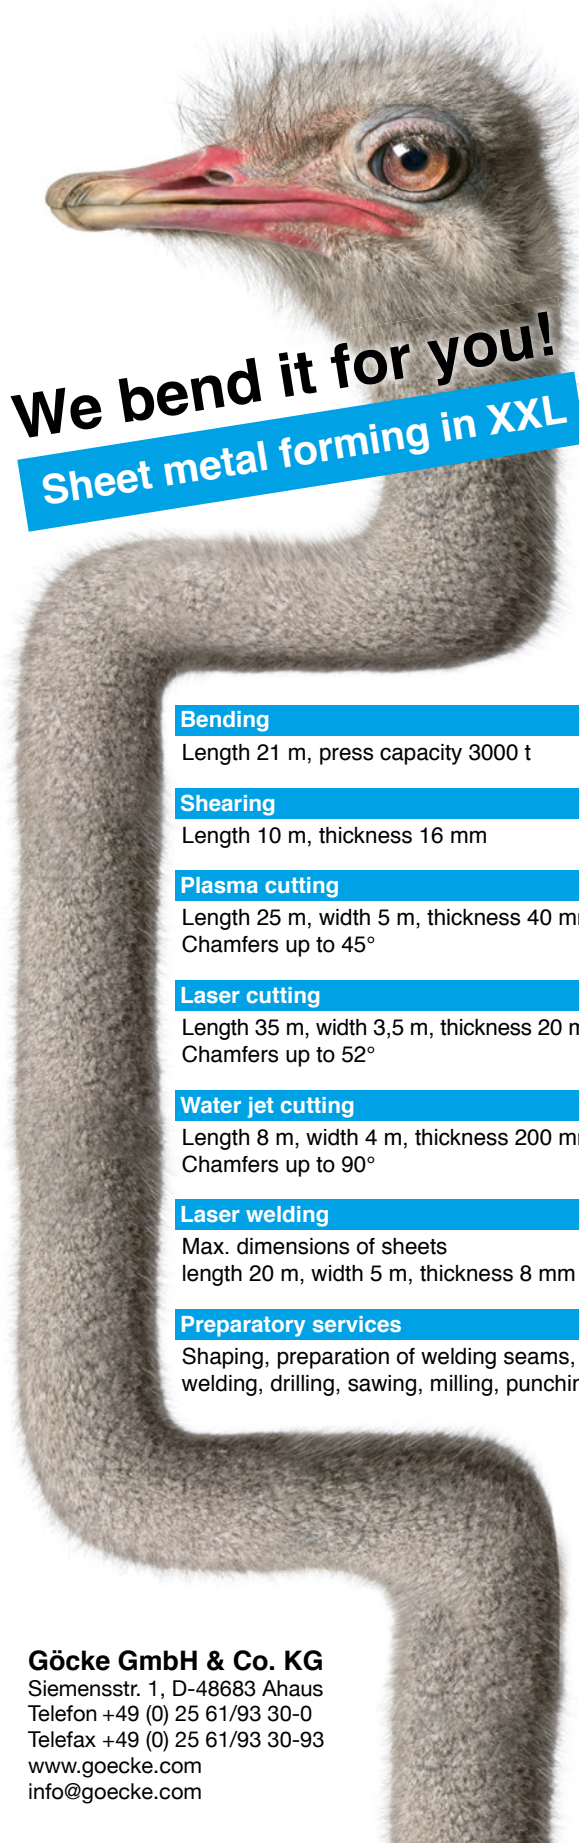 We bend it for you!
Sheet metal forming in XXL
Bending
Length 21 m, press capacity 3000 t
Shearing
Length 10 m, thickness 16 mm
Plasma cutting
Length 25 m, width 5 m, thickness 40
Chamfers up to 45°
Laser cutting
Length 35 m, width 3,5 m, thickness 20
Chamfers up to 52°
Water jet cutting
Length 8 m, width 4 m, thickness 200
Chamfers up to 90°
Laser welding
Max. dimensions of sheets
length 20 m, width 5 m, thickness 8 mm
Preparatory services
Shaping, preparation of welding seams,
welding, drilling, sawing, milling,
Göcke GmbH & Co. KG
Siemensstr. 1, D-48683 Ahaus
Telefon +49 (0) 25 61/93 30-0
Telefax +49 (0) 25 61/93 30-93
www.goecke.com
info@goecke.com